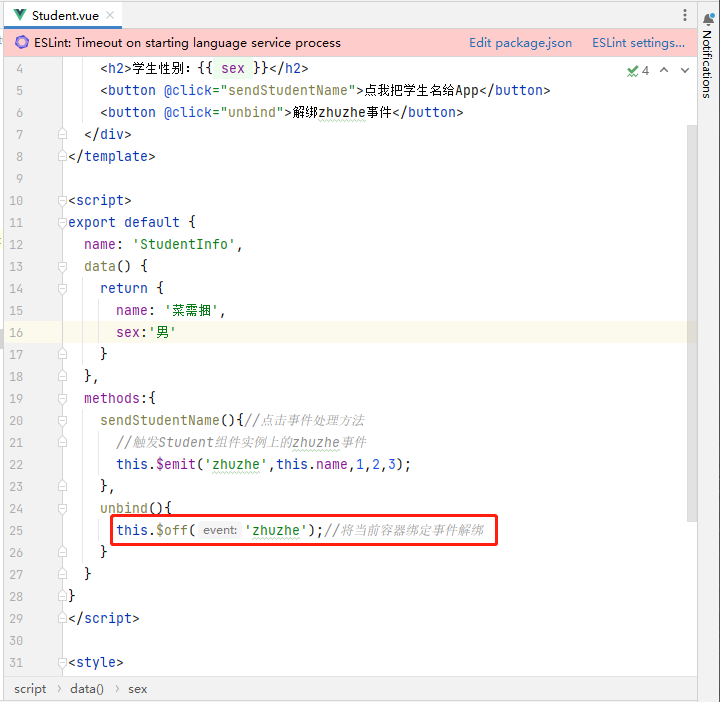 Student.vue
ESLint: Timeout on starting language service process Edit package.json ESLint settings...
Notifications
4 <h2>学生性别：{{ sex }}</h2> 4
5 <button @click="sendStudentName">点我把学生名给App</button>
6 <button @click="unbind">解绑zhuzhe事件</button>
7 </div>
8 </template>
9
10 <script>
11 export default {
12 name: 'StudentInfo',
13 data() {
14 return {
15 name: '菜需捆',
16 sex:'男'
17 }
18 },
19 methods:{
20 sendStudentName(){//点击事件处理方法
21 //触发Student组件实例上的zhuzhe事件
22 this.$emit('zhuzhe',this.name,1,2,3);
23 },
24 unbind(){
25 this.$off( event: 'zhuzhe');//将当前容器绑定事件解绑
26 }
27 }
28 }
29 </script>
30
31 <style>
script > data() > sex